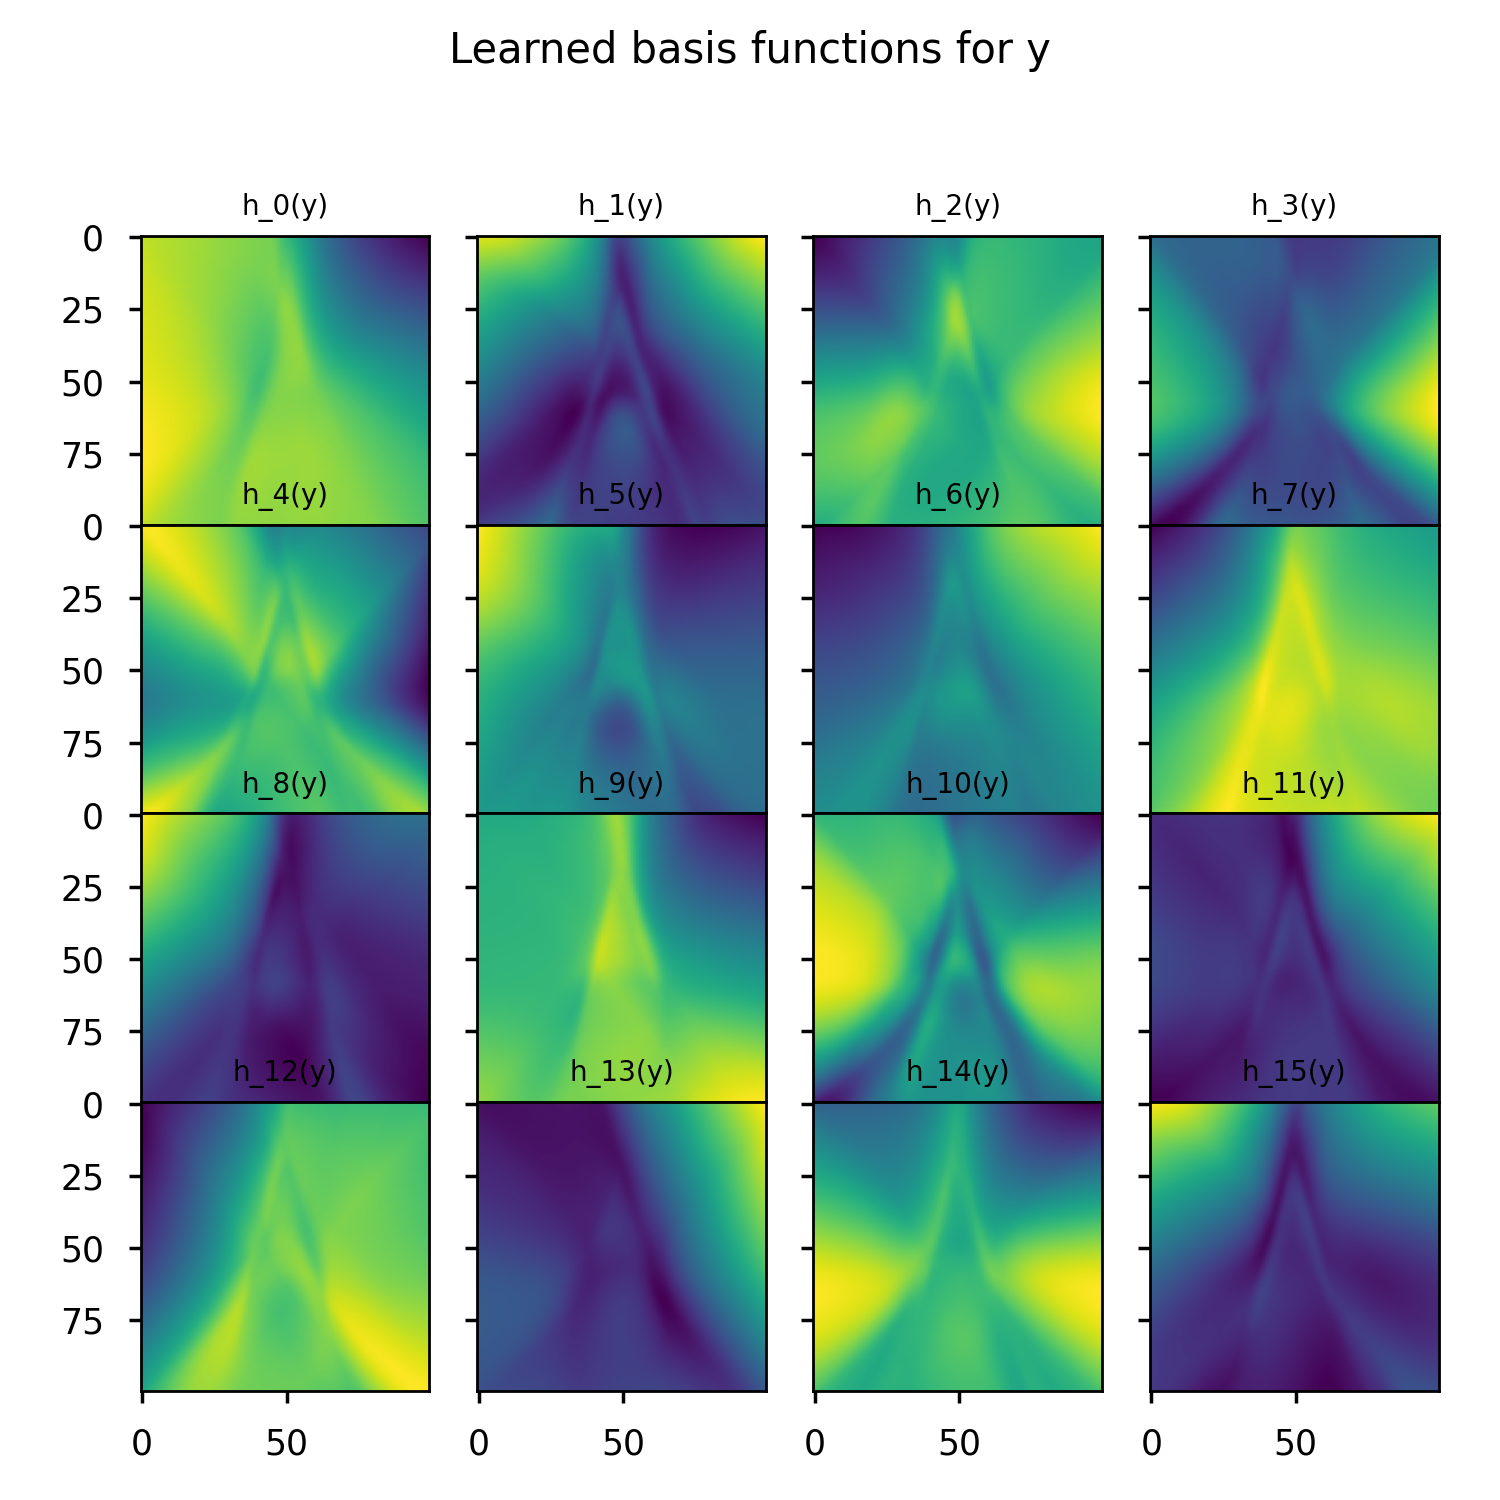 Learned basis functions for y
h_0(y) h_1(y) h_2(y) h_3(y)
0
25
50
75
h_4(y) h_5(y) h_6(y) h_7(y)
0
25
50
75
h_8(y) h_9(y) h_10(y) h_11(y)
0
25
50
75
h_12(y) h_13(y) h_14(y) h_15(y)
0
25
50
75
0 50 0 50 0 50 0 50